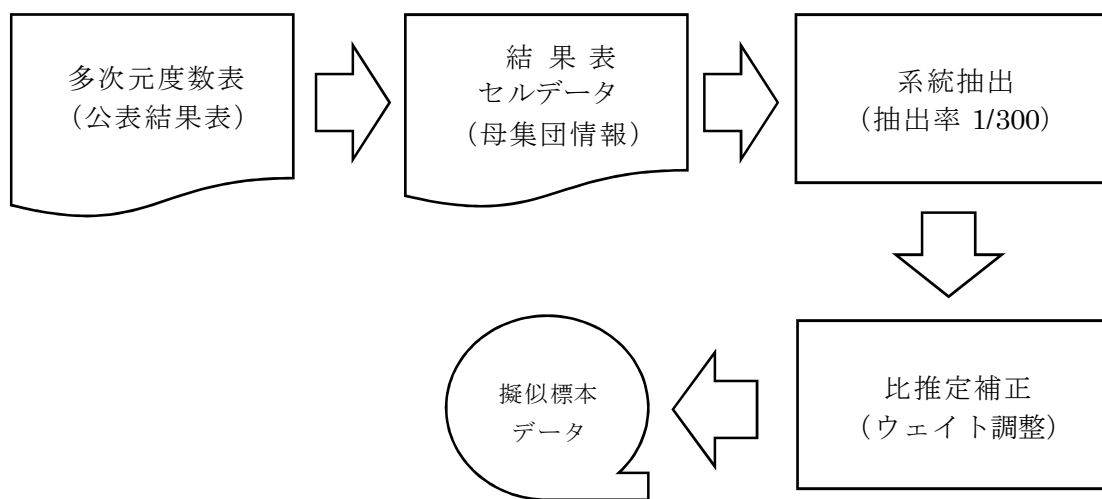 多次元度数表
（公表結果表）
結果表
セルデータ
（母集団情報）
系統抽出
（抽出率 1/300）
比推定補正
（ウェイト調整）
擬似標本
データ